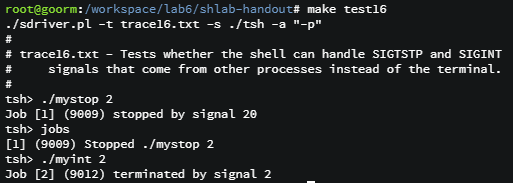 root@goorm:/workspace/lab6/shlab-handout# make test16
./sdriver.pl -t trace16.txt -s ./tsh -a "-p"
#
# trace16.txt - Tests whether the shell can handle SIGTSTP and SIGINT
#     signals that come from other processes instead of the terminal.
#
tsh> ./mystop 2
Job [1] (9009) stopped by signal 20
tsh> jobs
[1] (9009) Stopped ./mystop 2
tsh> ./myint 2
Job [2] (9012) terminated by signal 2